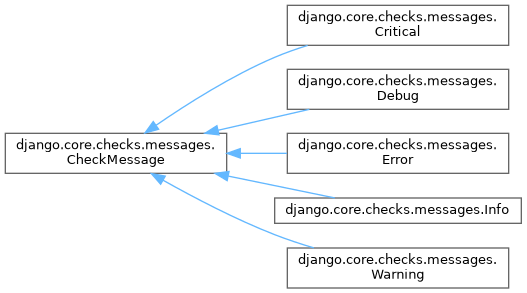 django.core.checks.messages.
Critical
django.core.checks.messages.
Debug
django.core.checks.messages.
CheckMessage
django.core.checks.messages.
Error
django.core.checks.messages.Info
django.core.checks.messages.
Warning